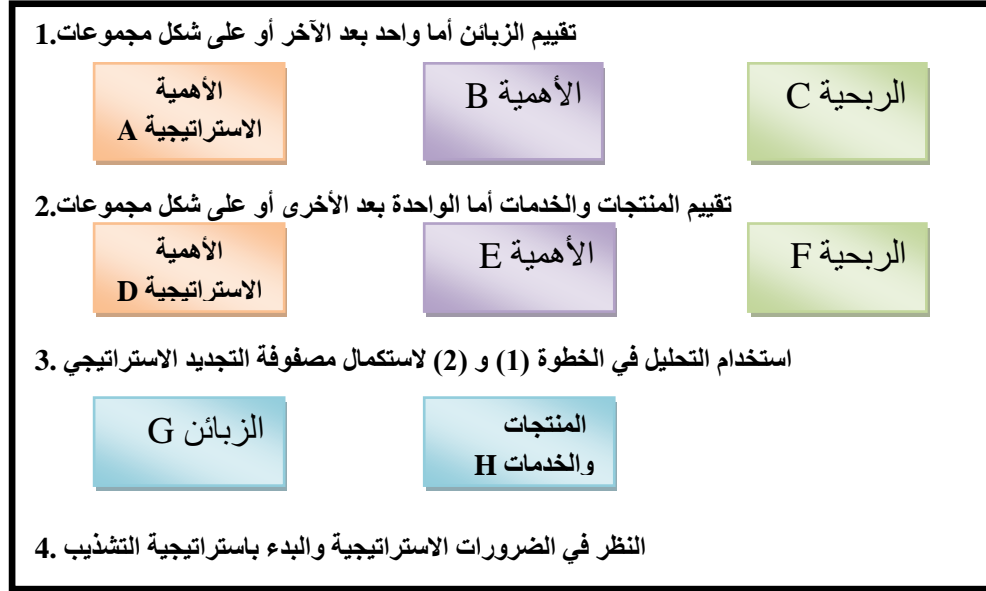 1.تقييم الزبائن أما واحد بعد الآخر أو على شكل مجموعات
الأهمية
الاستراتيجية A
الأهمية B
الربحية C
2.تقييم المنتجات والخدمات أما الواحدة بعد الأخرى أو على شكل مجموعات
الأهمية
الاستراتيجية D
الأهمية E
الربحية F
3. استخدام التحليل في الخطوة (1) و (2) لاستكمال مصفوفة التجديد الاستراتيجي
الزبائن G
المنتجات
والخدمات H
4. النظر في الضرورات الاستراتيجية والبدء باستراتيجية التشذيب